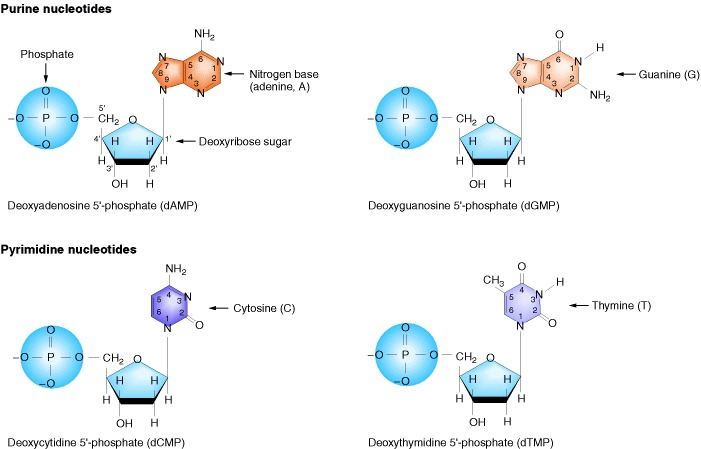 Purine nucleotides
NH2
Phosphate
N 7 5 6 N 1
8 9 4 3 2
N N
Nitrogen base
(adenine, A)
O
–O P O
–O
5'
CH2 O
4' H H 1'
Deoxyribose sugar
H 3' 2' H
OH H
Deoxyadenosine 5'-phosphate (dAMP)
O
H
N 7 5 6 1 N
8 9 4 3 2
N N NH2
Guanine (G)
O
–O P O
–O
CH2 O
H H
H H
OH H
Deoxyguanosine 5'-phosphate (dGMP)
Pyrimidine nucleotides
NH2
5 4 3 N
6 1 2
N O
Cytosine (C)
O
–O P O
–O
CH2 O
H H
H H
OH H
Deoxycytidine 5'-phosphate (dCMP)
O
CH3 H
5 4 3 N
6 1 2
N O
Thymine (T)
O
–O P O
–O
CH2 O
H H
H H
OH H
Deoxythymidine 5'-phosphate (dTMP)